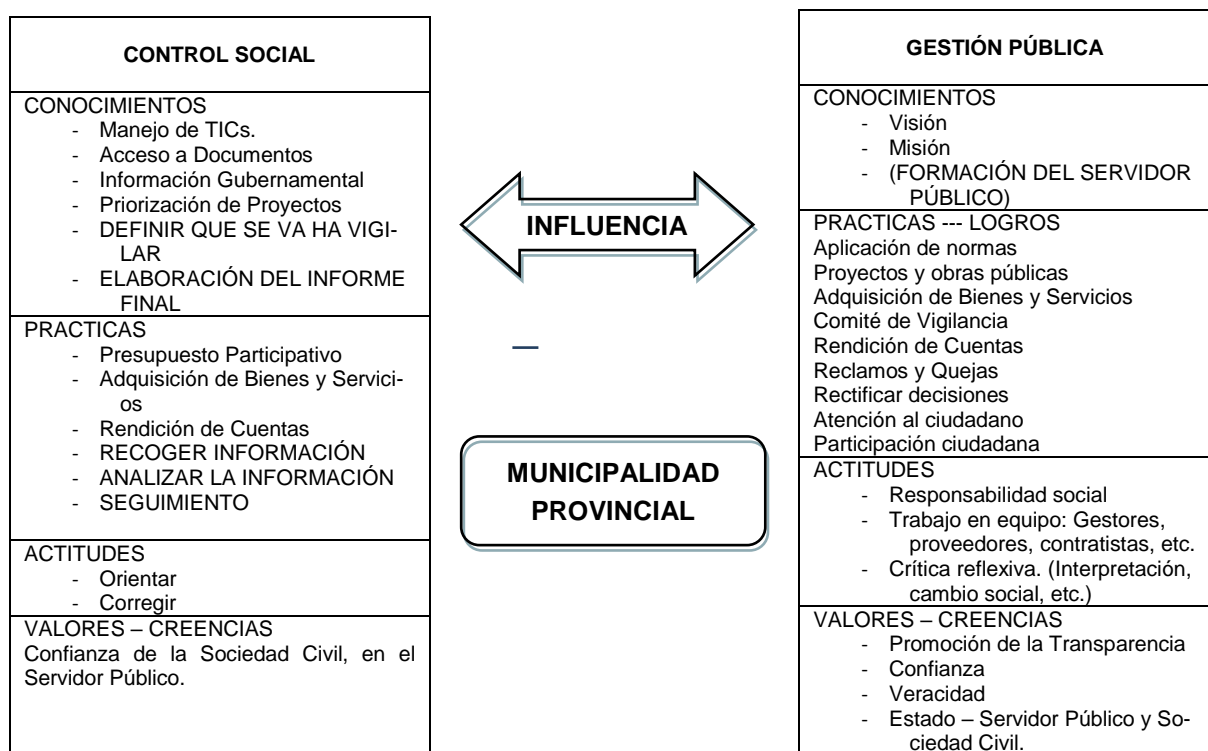 CONTROL SOCIAL
CONOCIMIENTOS
- Manejo de TICs.
- Acceso a Documentos
- Información Gubernamental
- Priorización de Proyectos
- DEFINIR QUE SE VA HA VIGI-
LAR
- ELABORACIÓN DEL INFORME
FINAL
PRACTICAS
- Presupuesto Participativo
- Adquisición de Bienes y Servici-
os
- Rendición de Cuentas
- RECOGER INFORMACIÓN
- ANALIZAR LA INFORMACIÓN
- SEGUIMIENTO
ACTITUDES
- Orientar
- Corregir
VALORES – CREENCIAS
Confianza de la Sociedad Civil, en el
Servidor Público.
INFLUENCIA
MUNICIPALIDAD
PROVINCIAL
GESTIÓN PÚBLICA
CONOCIMIENTOS
- Visión
- Misión
- (FORMACIÓN DEL SERVIDOR
PÚBLICO)
PRACTICAS --- LOGROS
Aplicación de normas
Proyectos y obras públicas
Adquisición de Bienes y Servicios
Comité de Vigilancia
Rendición de Cuentas
Reclamos y Quejas
Rectificar decisiones
Atención al ciudadano
Participación ciudadana
ACTITUDES
- Responsabilidad social
- Trabajo en equipo: Gestores,
proveedores, contratistas, etc.
- Crítica reflexiva. (Interpretación,
cambio social, etc.)
VALORES – CREENCIAS
- Promoción de la Transparencia
- Confianza
- Veracidad
- Estado – Servidor Público y So-
ciedad Civil.